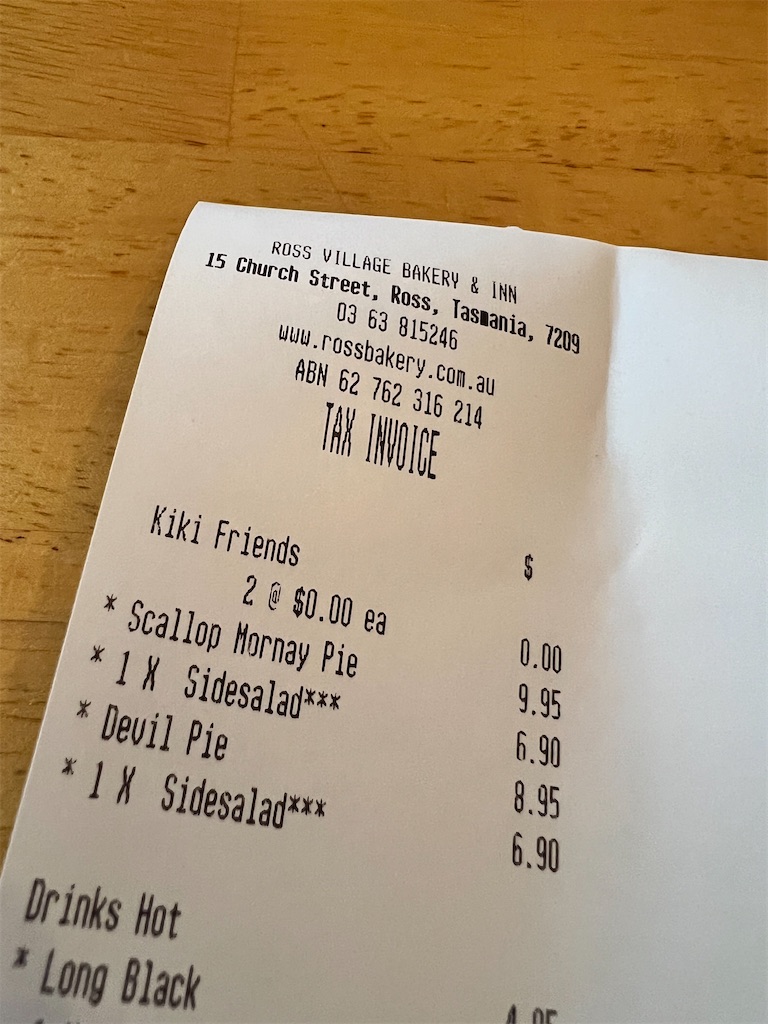 ROSS VILLAGE BAKERY & INN
15 Church Street, Ross, Tasmania, 7209
03 63 815246
www.rossbakery.com.au
ABN 62 762 316 214
TAX INVOICE
$
Kiki Friends
2 @ $0.00 ea 0.00
* Scallop Mornay Pie 9.95
* 1 X Sidesalad*** 6.90
* Devil Pie 8.95
* 1 X Sidesalad*** 6.90
Drinks Hot
* Long Black